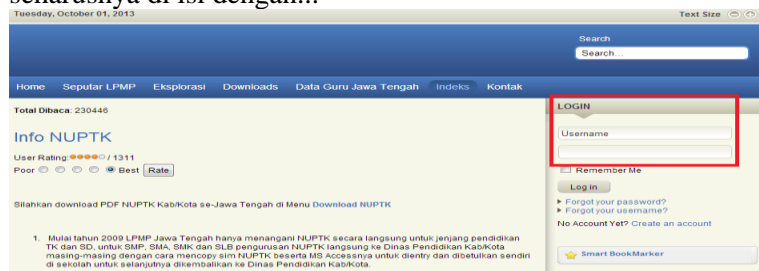 seharusnya di isi dengan...
Tuesday, October 01, 2013
Text Size
Search
Search...
Home Seputar LPMP Eksplorasi Downloads Data Guru Jawa Tengah Indeks Kontak
Total Dibaca: 230446
Info NUPTK
User Rating: / 1311
Poor Best Rate
Silahkan download PDF NUPTK Kab/Kota se-Jawa Tengah di Menu Download NUPTK
1. Mulai tahun 2009 LPMP Jawa Tengah hanya menangani NUPTK secara langsung untuk jenjang pendidikan
TK dan SD, untuk SMP, SMA, SMK dan SLB pengurusan NUPTK langsung ke Dinas Pendidikan Kab/Kota
masing-masing dengan cara mencopy sim NUPTK beserta MS Accessnya untuk dientry dan dibetulkan sendiri
di sekolah untuk selanjutnya dikembalikan ke Dinas Pendidikan Kab/Kota.
LOGIN
Username
Remember Me
Log in
Forgot your password?
Forgot your username?
No Account Yet? Create an account
Smart BookMarker